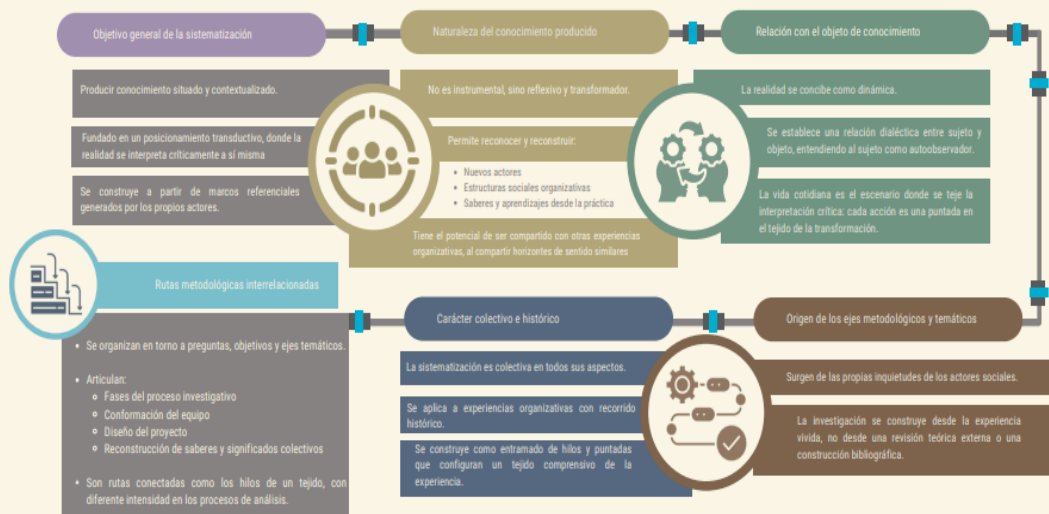 Objetivo general de la sistematización
Producir conocimiento situado y contextualizado.
Fundado en un posicionamiento transductivo, donde la
realidad se interpreta críticamente a sí misma
Se construye a partir de marcos referenciales
generados por los propios actores.
Naturaleza del conocimiento producido
No es instrumental, sino reflexivo y transformador.
Permite reconocer y reconstruir:
• Nuevos actores
• Estructuras sociales organizativas
• Saberes y aprendizajes desde la práctica
Tiene el potencial de ser compartido con otras experiencias
organizativas, al compartir horizontes de sentido similares
Relación con el objeto de conocimiento
La realidad se concibe como dinámica.
Se establece una relación dialéctica entre sujeto y
objeto, entendiendo al sujeto como autoobservador.
La vida cotidiana es el escenario donde se teje la
interpretación crítica: cada acción es una puntada en
el tejido de la transformación.
Origen de los ejes metodológicos y temáticos
Surgen de las propias inquietudes de los actores sociales.
La investigación se construye desde la experiencia
vivida, no desde una revisión teórica externa o una
construcción bibliográfica.
Carácter colectivo e histórico
La sistematización es colectiva en todos sus aspectos.
Se aplica a experiencias organizativas con recorrido
histórico.
Se construye como entramado de hilos y puntadas
que configuran un tejido comprensivo de la
experiencia.
Rutas metodológicas interrelacionadas
• Se organizan en torno a preguntas, objetivos y ejes temáticos.
• Articulan:
○ Fases del proceso investigativo
○ Conformación del equipo
○ Diseño del proyecto
○ Reconstrucción de saberes y significados colectivos
• Son rutas conectadas como los hilos de un tejido, con
diferente intensidad en los procesos de análisis.